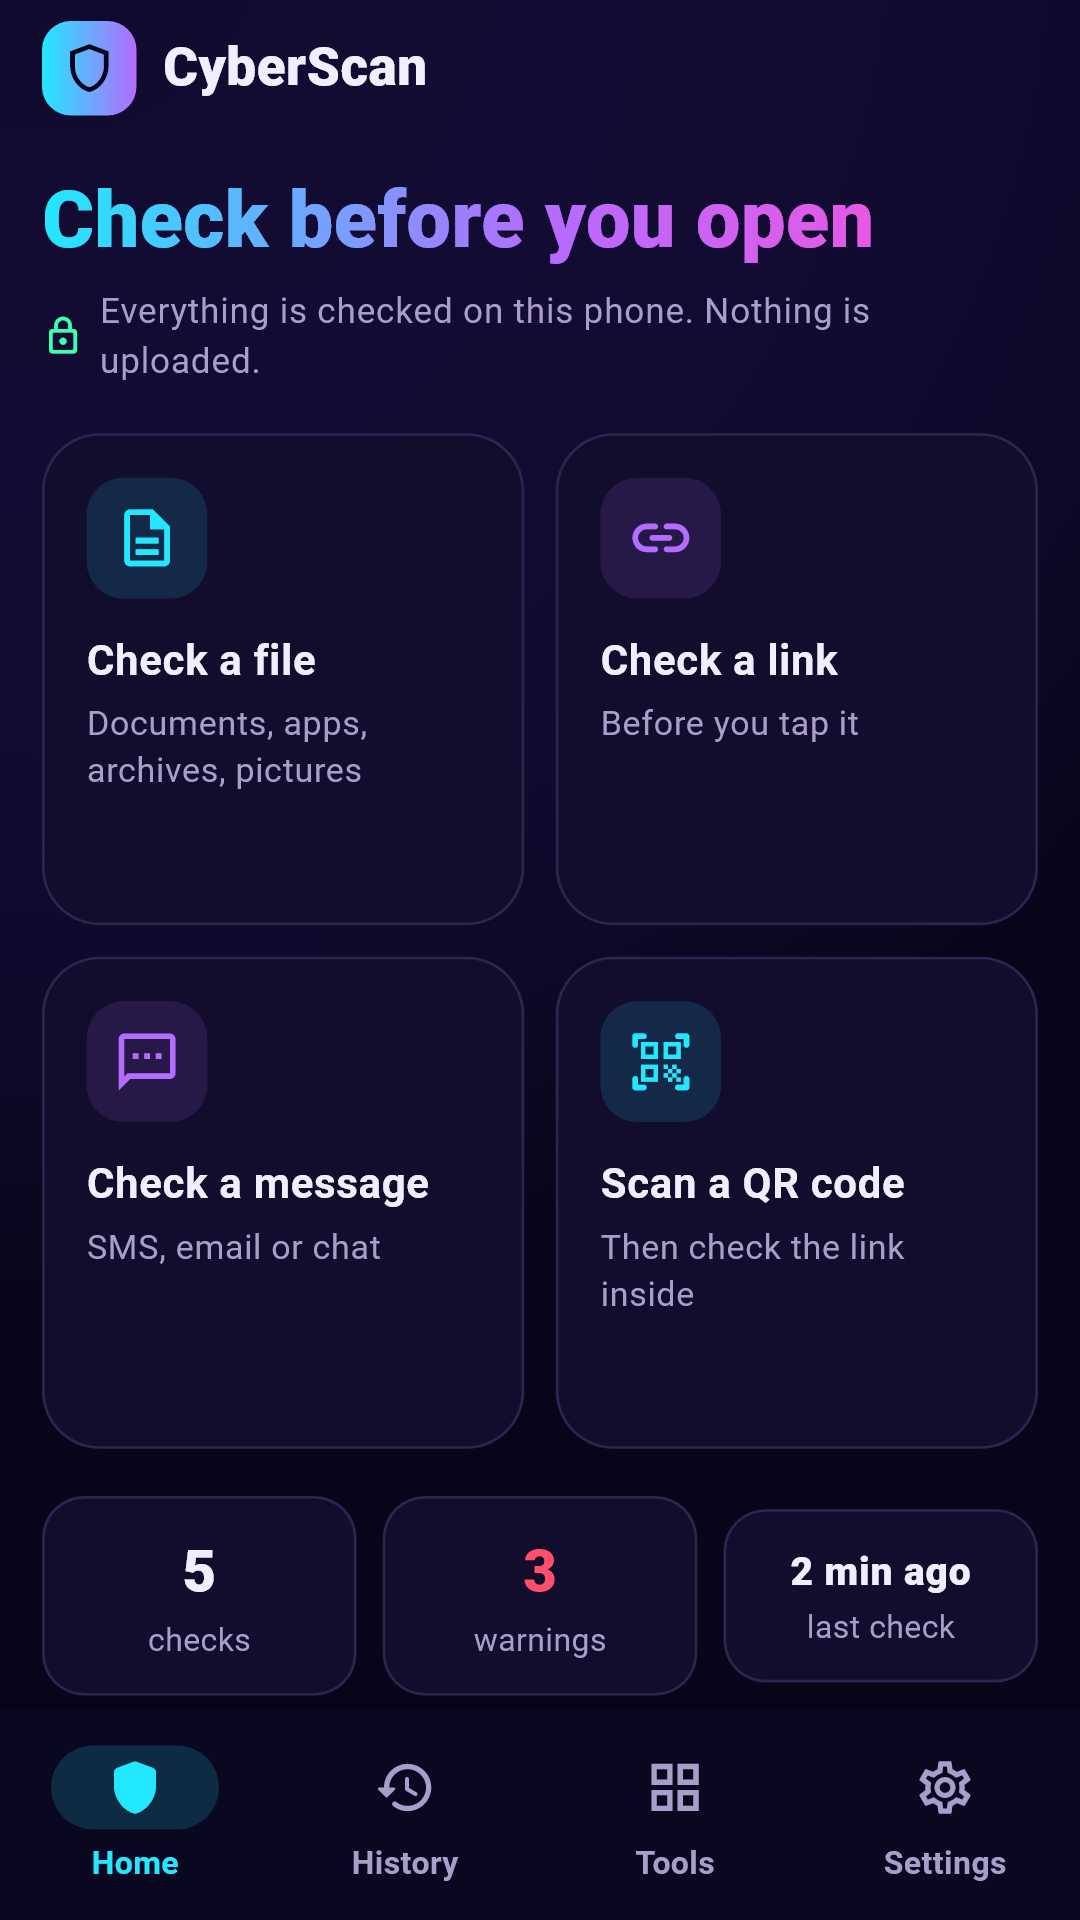 CyberScan
Check before you open
Everything is checked on this phone. Nothing is
uploaded.
Check a file
Documents, apps,
archives, pictures
Check a link
Before you tap it
Check a message
SMS, email or chat
Scan a QR code
Then check the link
inside
5
checks
3
warnings
2 min ago
last check
Home
History
Tools
Settings